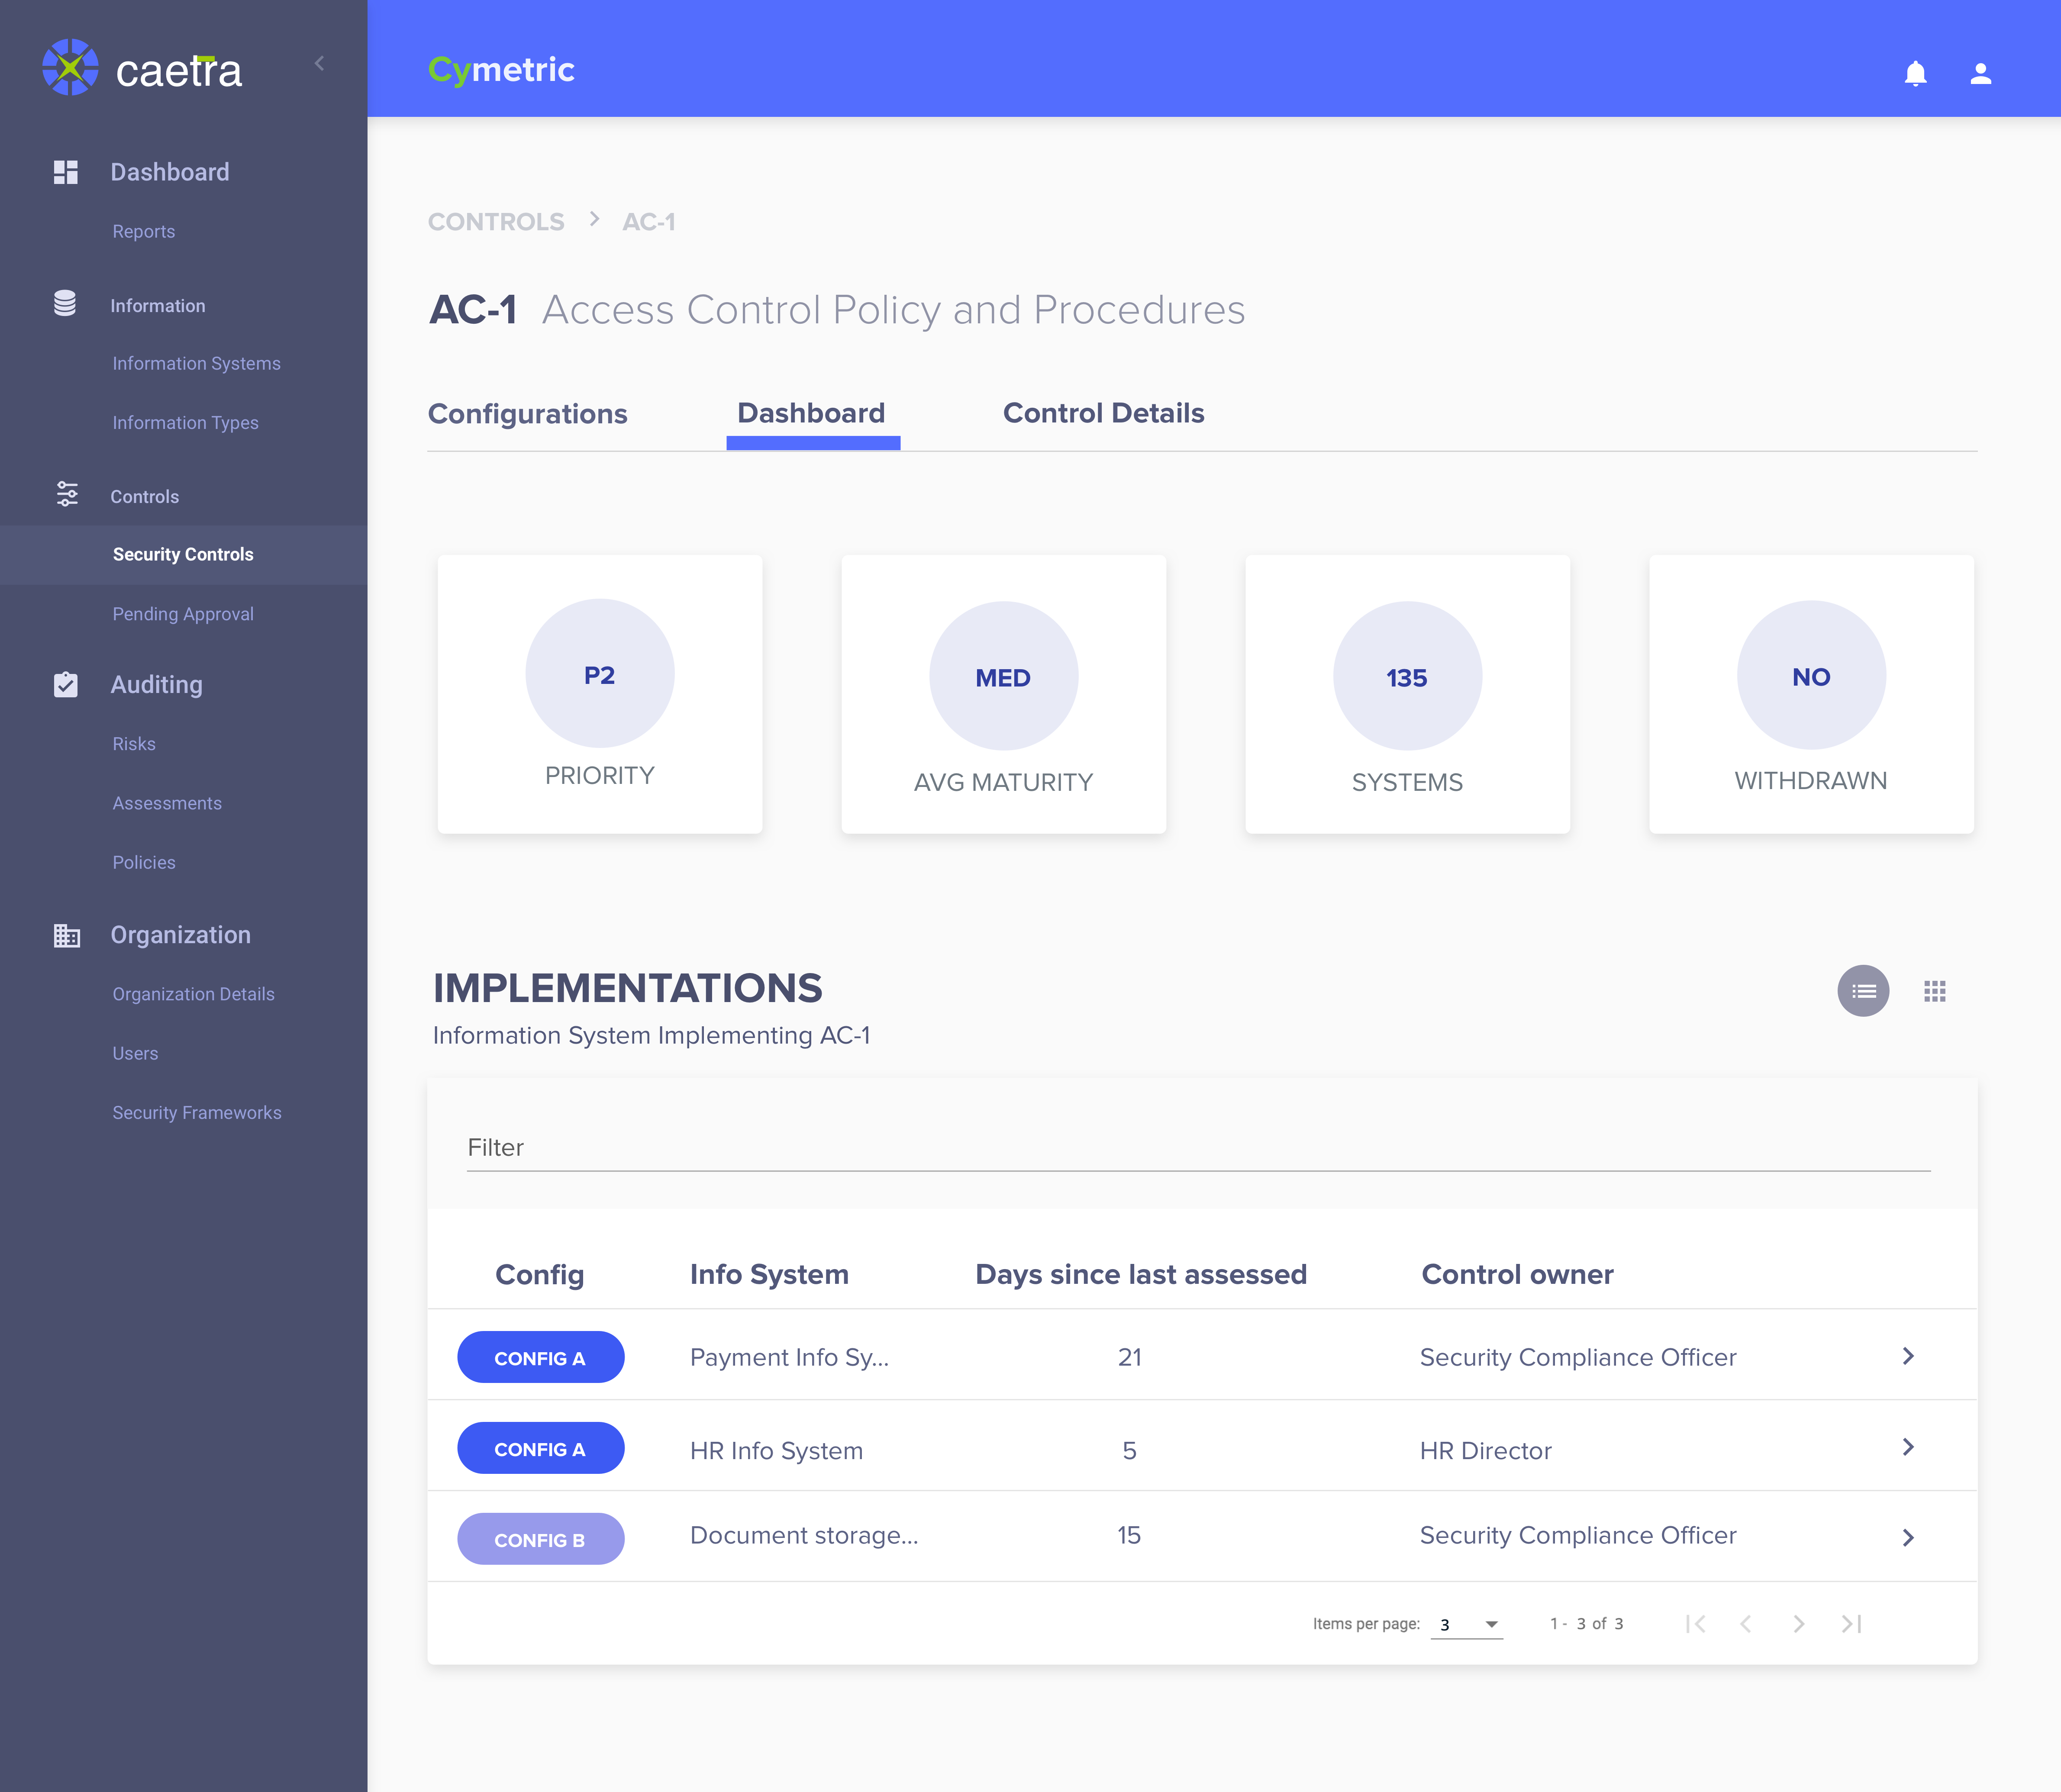 caetra
Cymetric
Dashboard
Reports
Information
Information Systems
Information Types
Controls
Security Controls
Pending Approval
Auditing
Risks
Assessments
Policies
Organization
Organization Details
Users
Security Frameworks
CONTROLS > AC-1
AC-1 Access Control Policy and Procedures
Configurations Dashboard Control Details
P2 MED 135 NO
PRIORITY AVG MATURITY SYSTEMS WITHDRAWN
IMPLEMENTATIONS
Information System Implementing AC-1
Filter
Config Info System Days since last assessed Control owner
CONFIG A Payment Info Sy... 21 Security Compliance Officer
CONFIG A HR Info System 5 HR Director
CONFIG B Document storage... 15 Security Compliance Officer
Items per page: 3 1 - 3 of 3